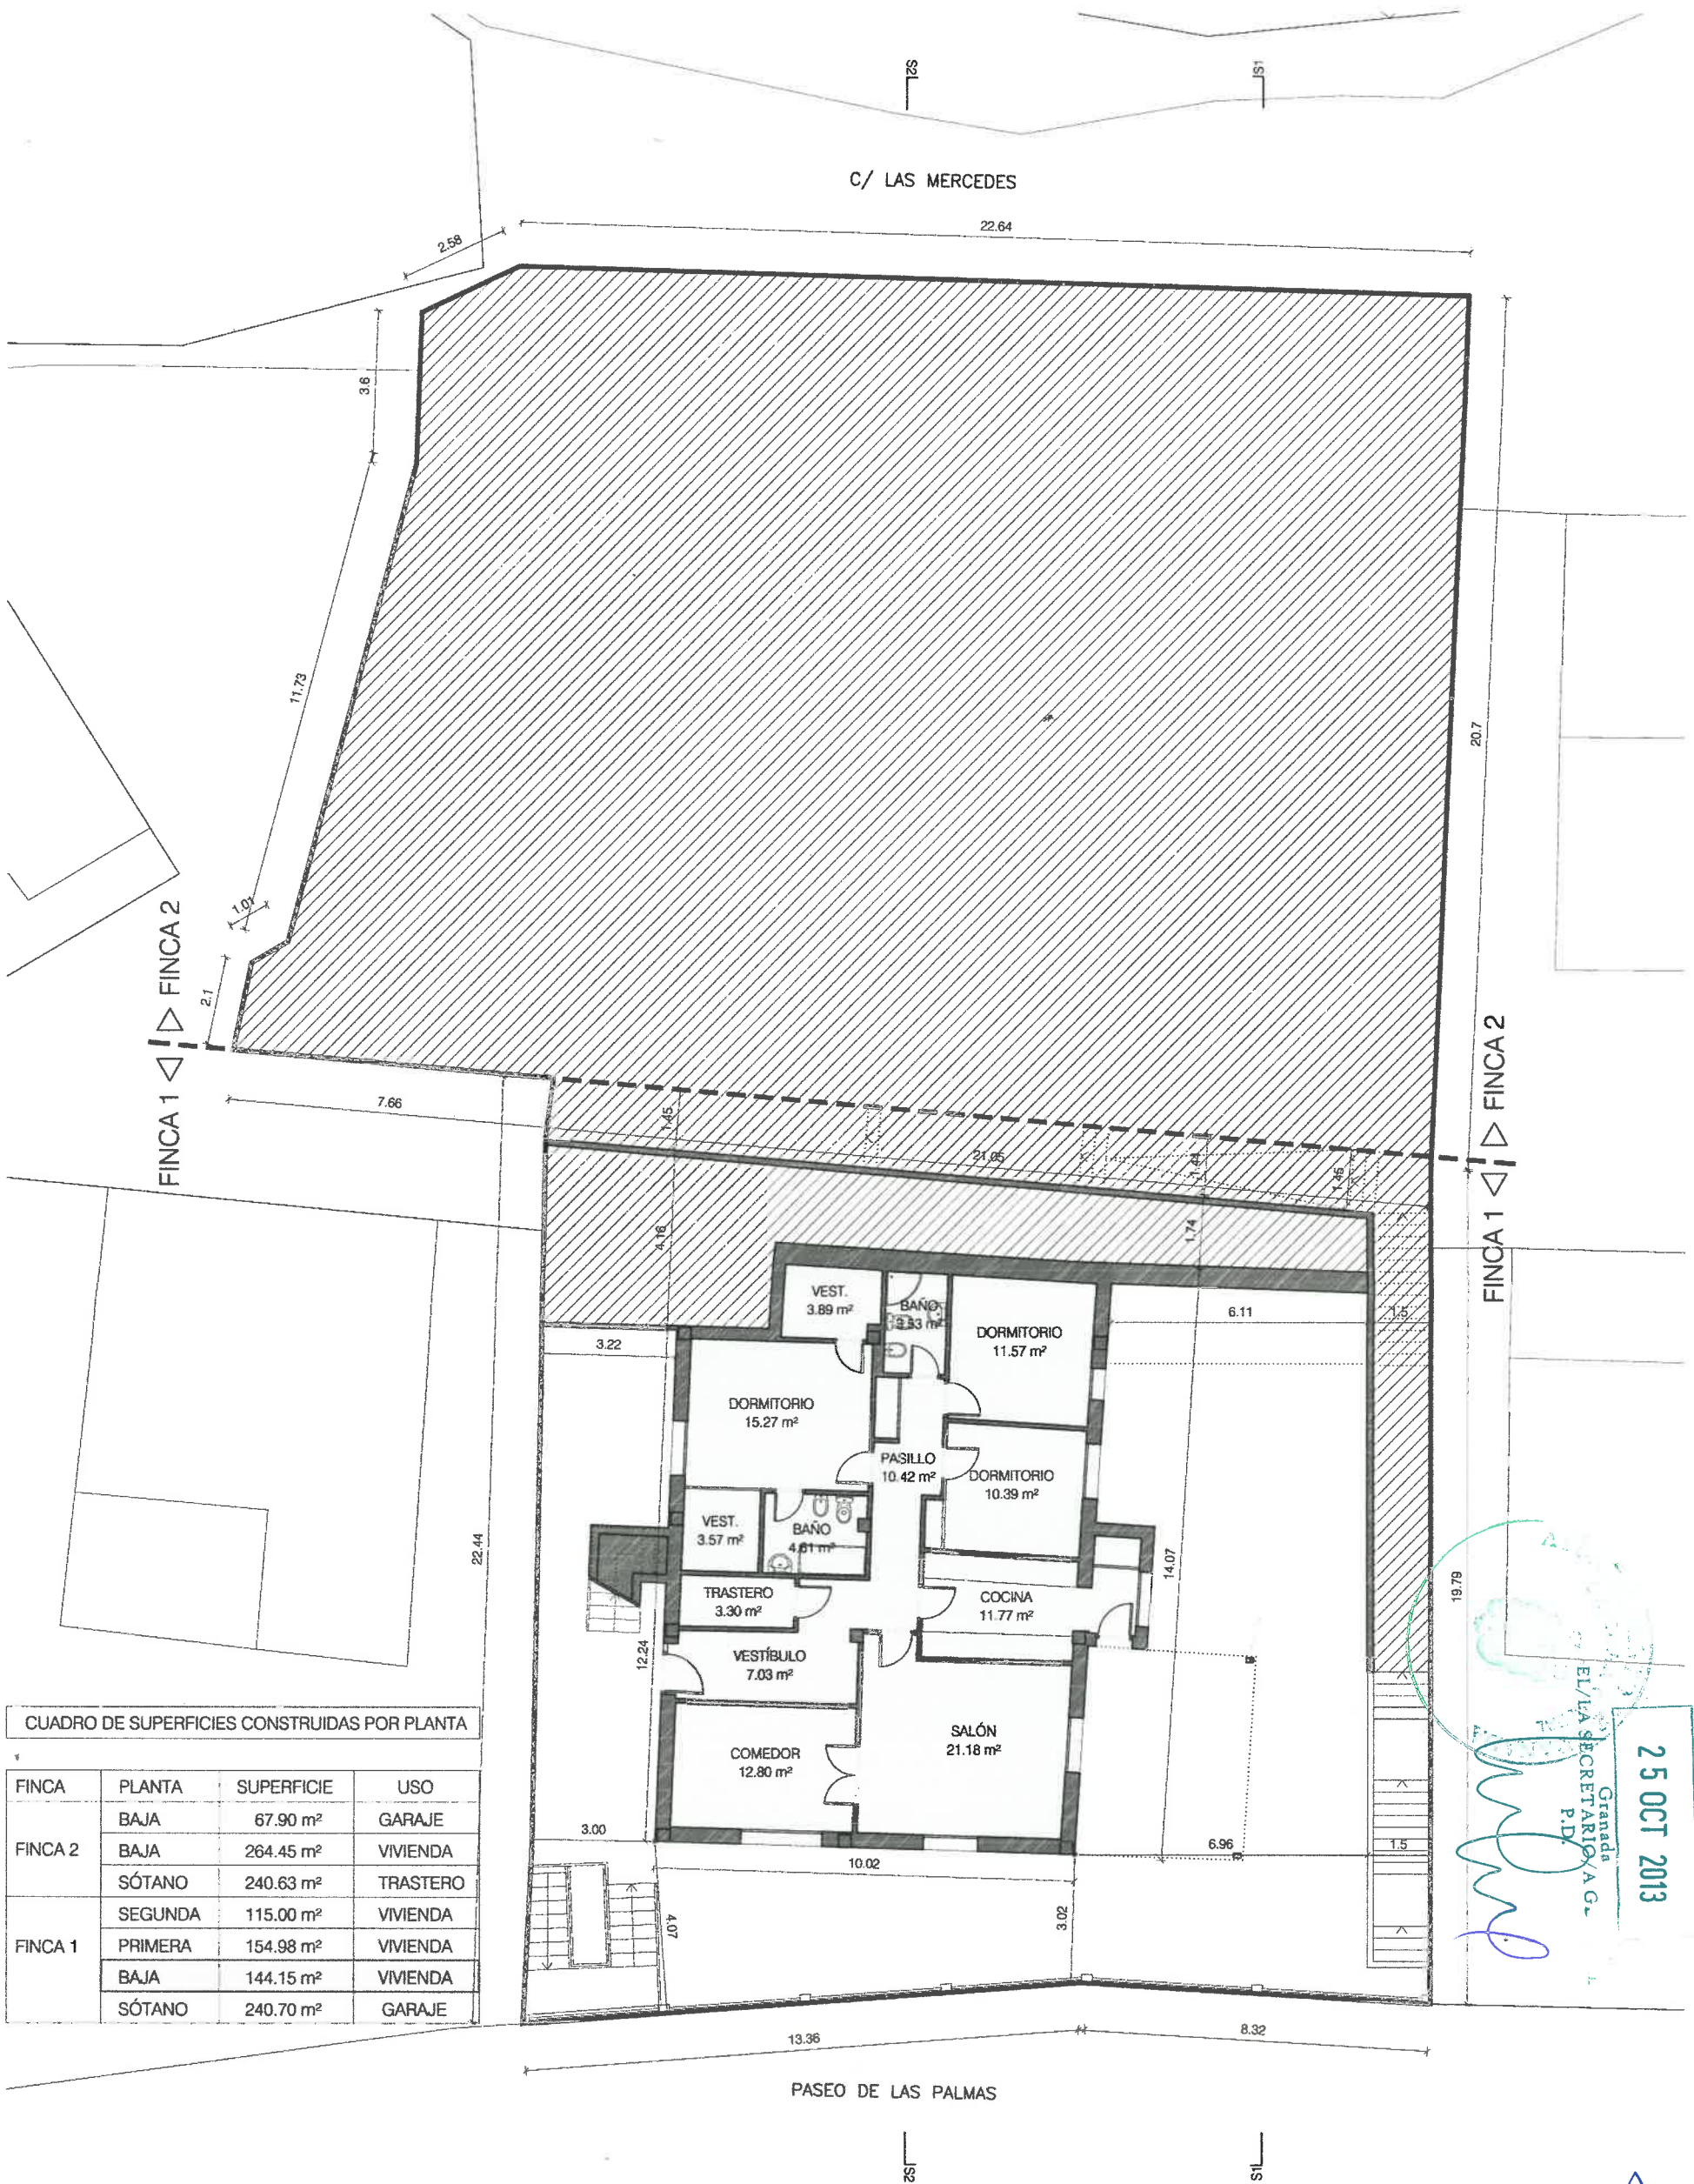 S2
S1
C/ LAS MERCEDES
22.64
2.58
3.6
11.73
20.7
1.01
2.1
FINCA 1 ◁ ▷ FINCA 2
FINCA 1 ◁ ▷ FINCA 2
7.66
1.45
21.05
1.44
1.45
4.16
1.74
VEST.
3.89 m²
BAÑO
3.53 m²
DORMITORIO
11.57 m²
6.11
1.5
3.22
DORMITORIO
15.27 m²
PASILLO
10.42 m²
DORMITORIO
10.39 m²
VEST.
3.57 m²
BAÑO
4.61 m²
22.44
14.07
19.79
TRASTERO
3.30 m²
COCINA
11.77 m²
12.24
VESTÍBULO
7.03 m²
SALÓN
21.18 m²
COMEDOR
12.80 m²
3.00
10.02
6.96
1.5
4.07
3.02
13.36
8.32
PASEO DE LAS PALMAS
S2
S1
CUADRO DE SUPERFICIES CONSTRUIDAS POR PLANTA
FINCA PLANTA SUPERFICIE USO
BAJA 67.90 m² GARAJE
FINCA 2 BAJA 264.45 m² VIVIENDA
SÓTANO 240.63 m² TRASTERO
SEGUNDA 115.00 m² VIVIENDA
FINCA 1 PRIMERA 154.98 m² VIVIENDA
BAJA 144.15 m² VIVIENDA
SÓTANO 240.70 m² GARAJE
25 OCT 2013
Granada
EL/LA SECRETARIO/A G.
P.D.